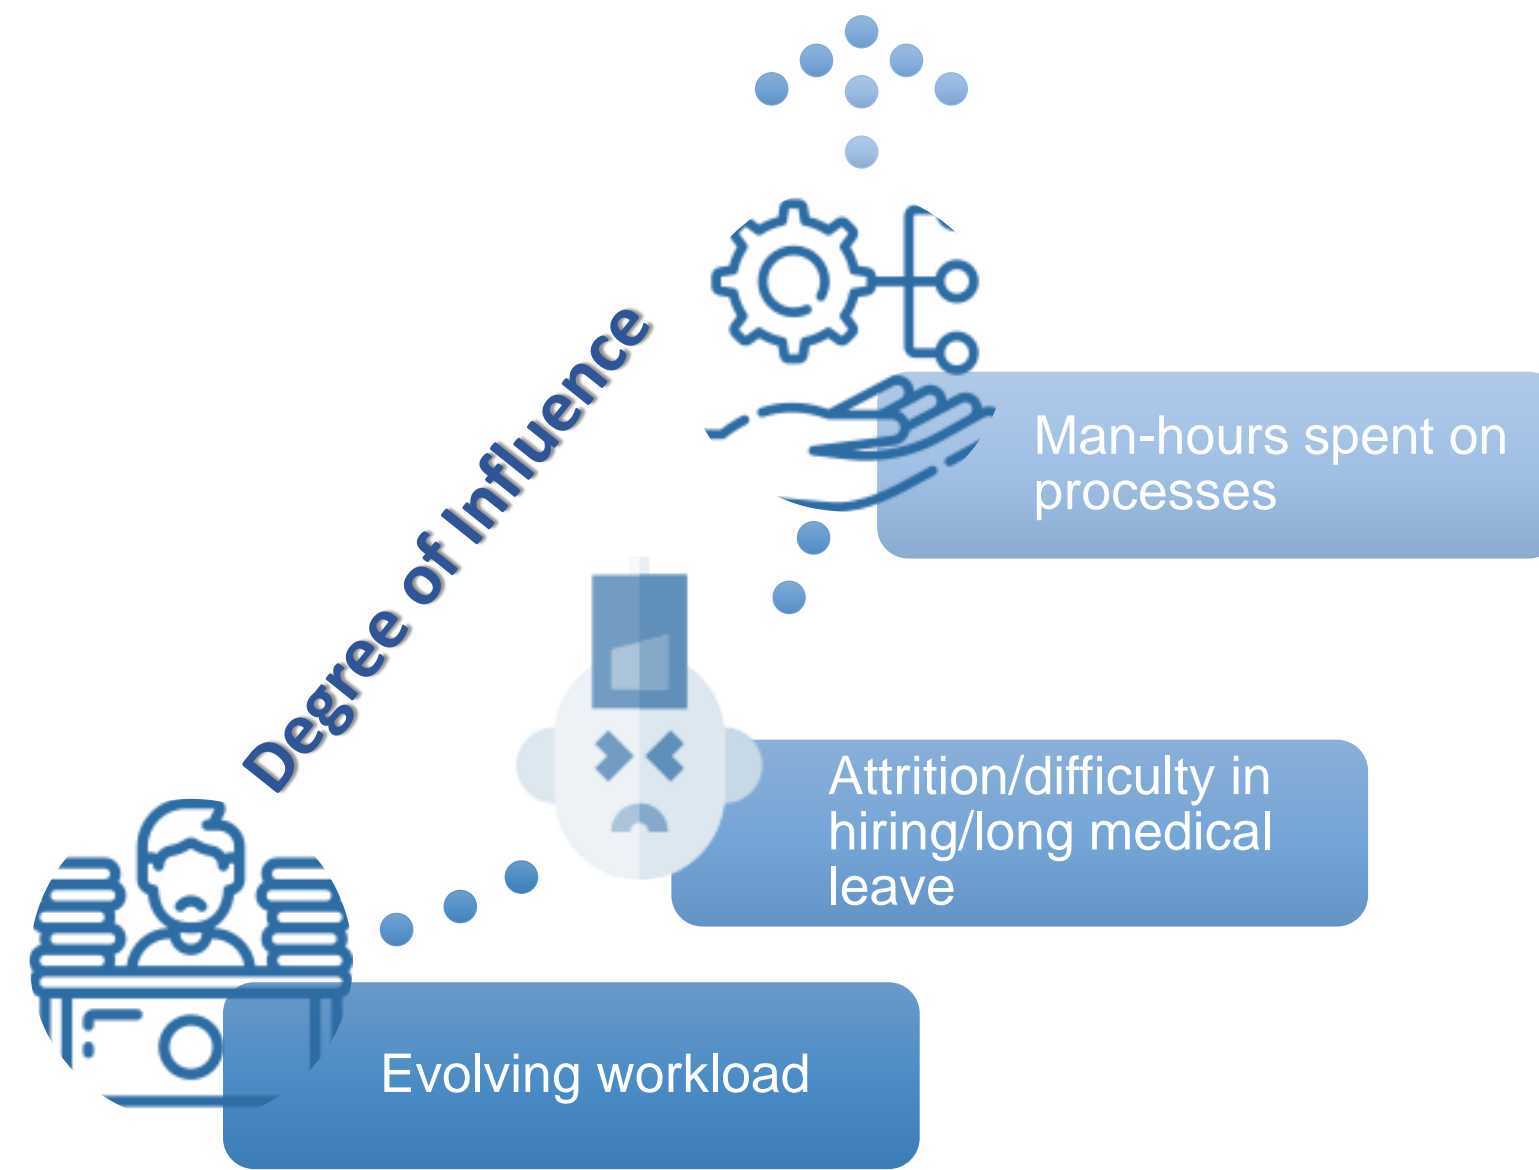 Degree of Influence
Man-hours spent on
processes
Attrition/difficulty in
hiring/long medical
leave
Evolving workload